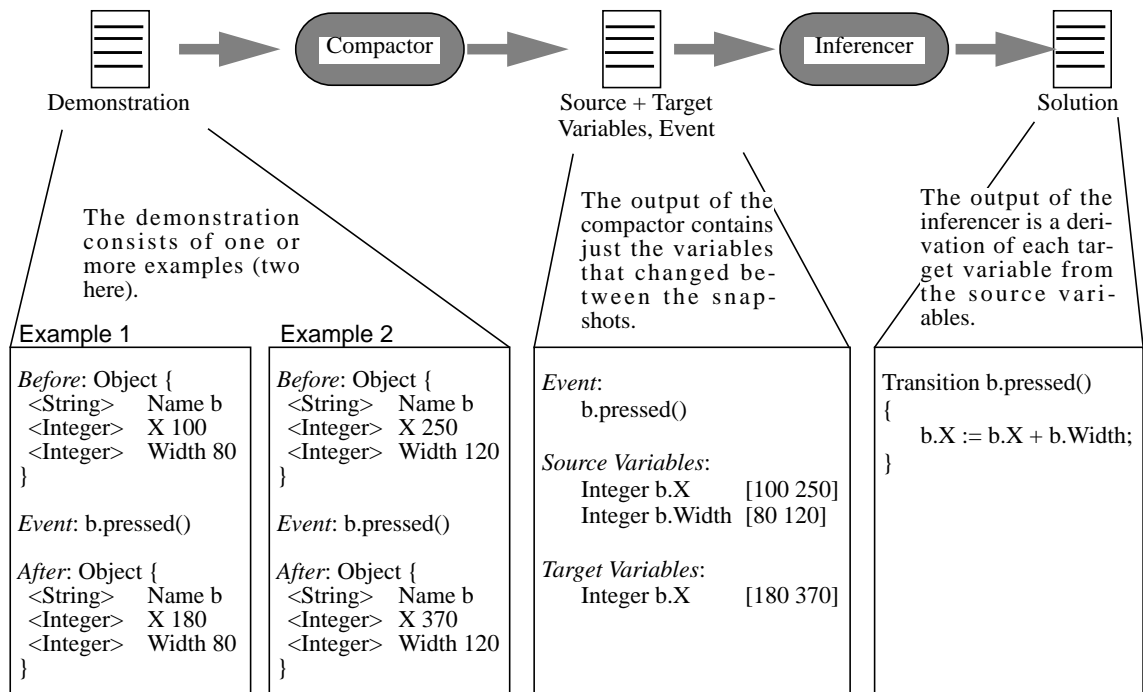 Compactor
Inferencer
Demonstration
Source + Target
Variables, Event
Solution
The demonstration
consists of one or
more examples (two
here).
The output of the
compactor contains
just the variables
that changed be-
tween the snap-
shots.
The output of the
inferencer is a deri-
vation of each tar-
get variable from
the source vari-
ables.
Example 1
Before: Object {
<String> Name b
<Integer> X 100
<Integer> Width 80
}
Event: b.pressed()
After: Object {
<String> Name b
<Integer> X 180
<Integer> Width 80
}
Example 2
Before: Object {
<String> Name b
<Integer> X 250
<Integer> Width 120
}
Event: b.pressed()
After: Object {
<String> Name b
<Integer> X 370
<Integer> Width 120
}
Event:
b.pressed()
Source Variables:
Integer b.X [100 250]
Integer b.Width [80 120]
Target Variables:
Integer b.X [180 370]
Transition b.pressed()
{
b.X := b.X + b.Width;
}